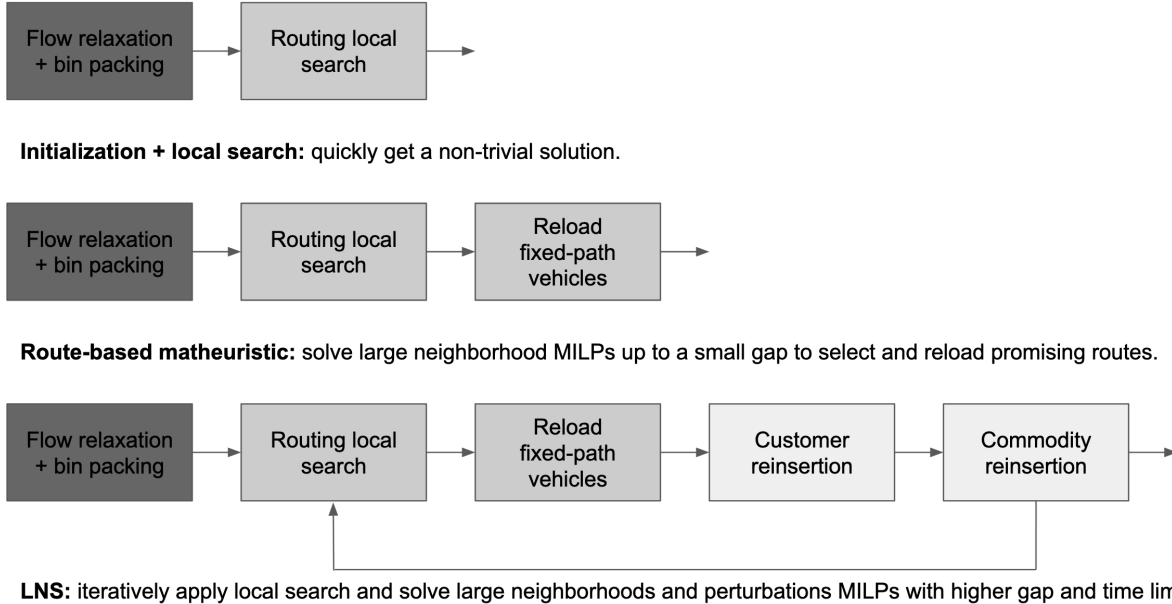 Flow relaxation
+ bin packing
Routing local
search
Initialization + local search: quickly get a non-trivial solution.
Flow relaxation
+ bin packing
Routing local
search
Reload
fixed-path
vehicles
Route-based matheuristic: solve large neighborhood MILPs up to a small gap to select and reload promising routes.
Flow relaxation
+ bin packing
Routing local
search
Reload
fixed-path
vehicles
Customer
reinsertion
Commodity
reinsertion
LNS: iteratively apply local search and solve large neighborhoods and perturbations MILPs with higher gap and time